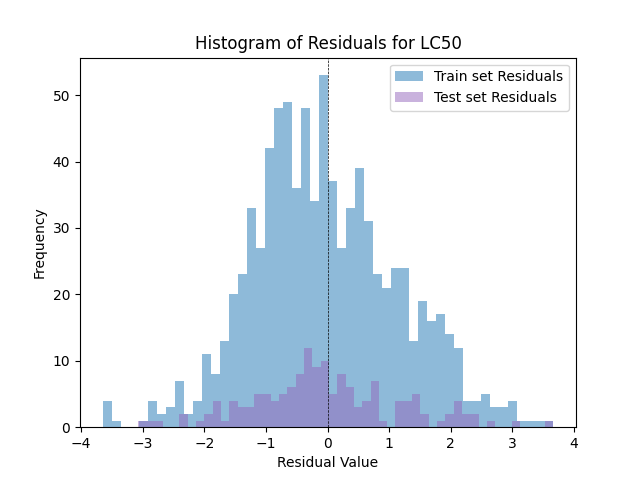 Histogram of Residuals for LC50
Train set Residuals
Test set Residuals
50
40
30
20
10
0
Frequency
−4 −3 −2 −1 0 1 2 3 4
Residual Value